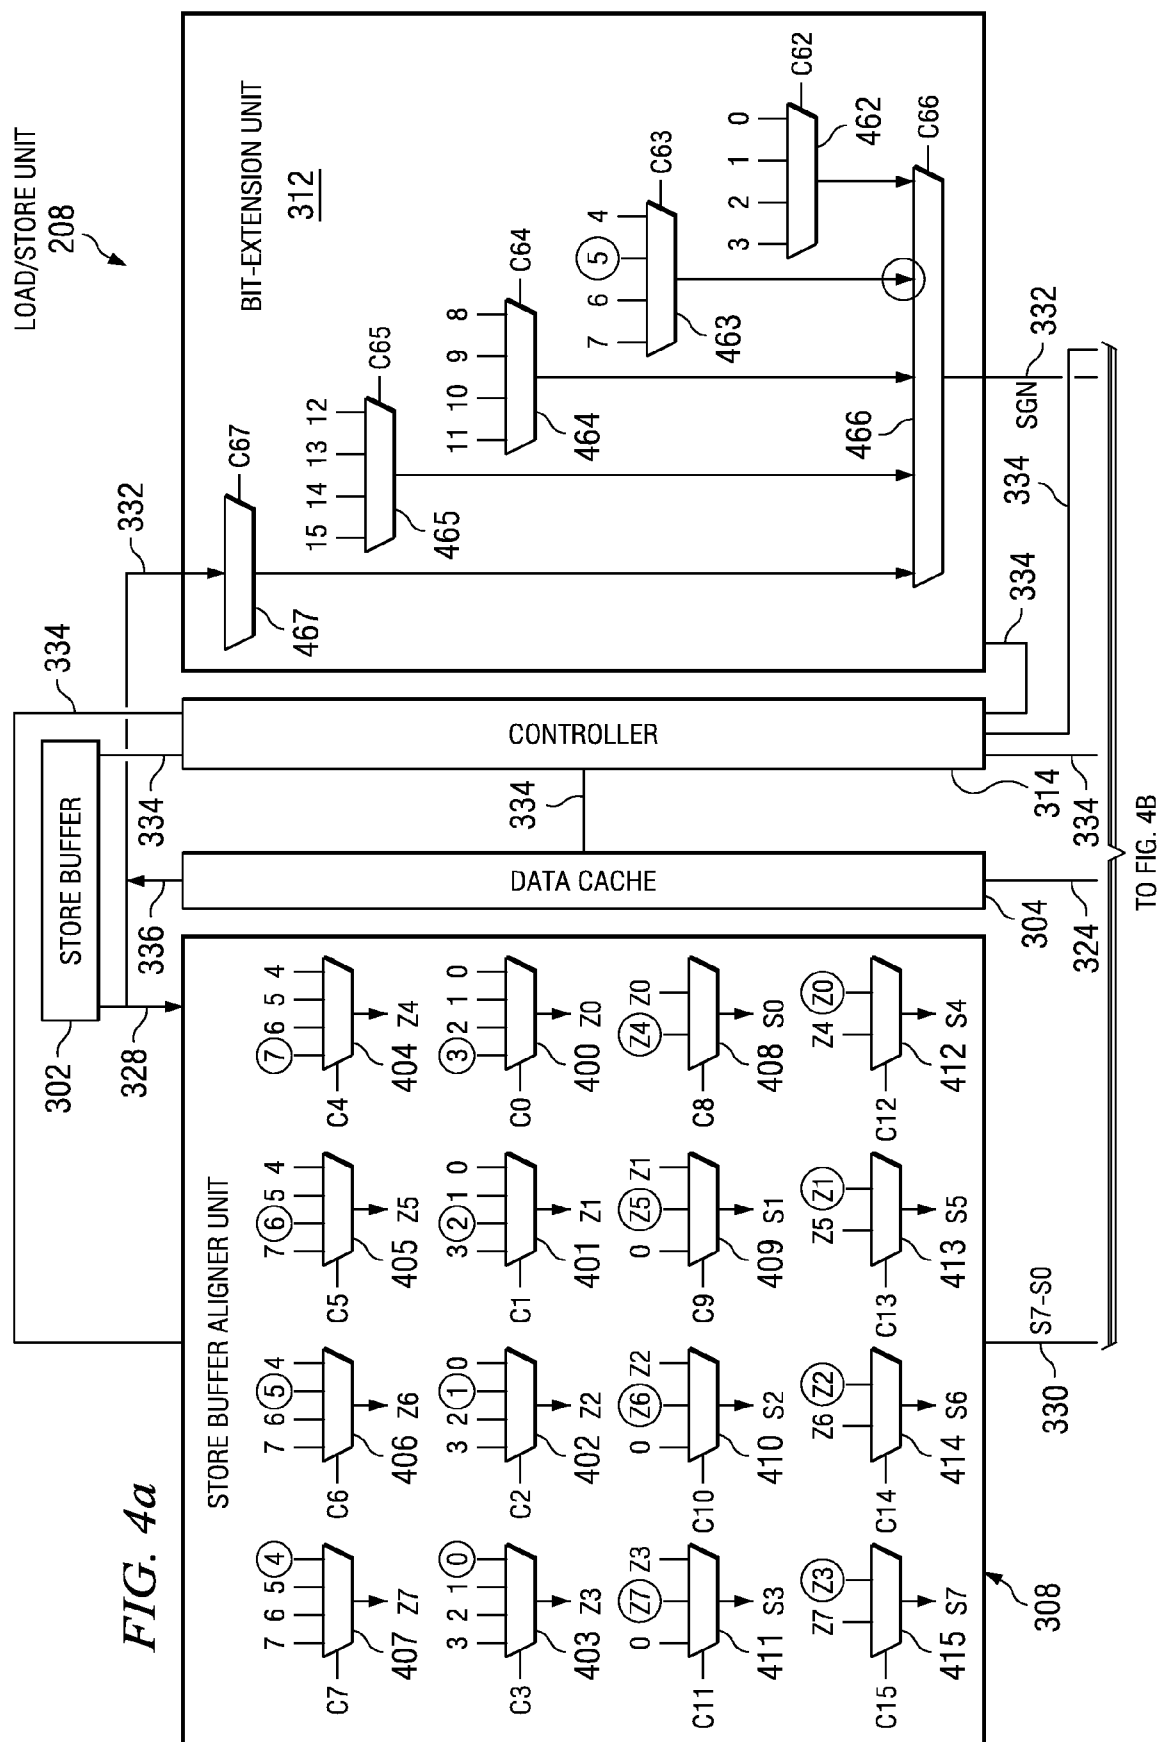 FIG. 4a
LOAD/STORE UNIT
208
STORE BUFFER
302
328
336
334
334
332
STORE BUFFER ALIGNER UNIT
7 6 5 4
C7
407
Z7
7 6 5 4
C6
406
Z6
7 6 5 4
C5
405
Z5
7 6 5 4
C4
404
Z4
3 2 1 0
C3
403
Z3
3 2 1 0
C2
402
Z2
3 2 1 0
C1
401
Z1
3 2 1 0
C0
400
Z0
0 Z7 Z3
C11
411
S3
0 Z6 Z2
C10
410
S2
0 Z5 Z1
C9
409
S1
Z4 Z0
C8
408
S0
Z7 Z3
C15
415
S7
Z6 Z2
C14
414
S6
Z5 Z1
C13
413
S5
Z4 Z0
C12
412
S4
308
330
S7-S0
DATA CACHE
304
324
334
CONTROLLER
314
334
334
334
BIT-EXTENSION UNIT
312
C67
467
15 14 13 12
C65
465
11 10 9 8
C64
464
7 6 5 4
C63
463
3 2 1 0
C62
462
C66
466
SGN
332
TO FIG. 4B